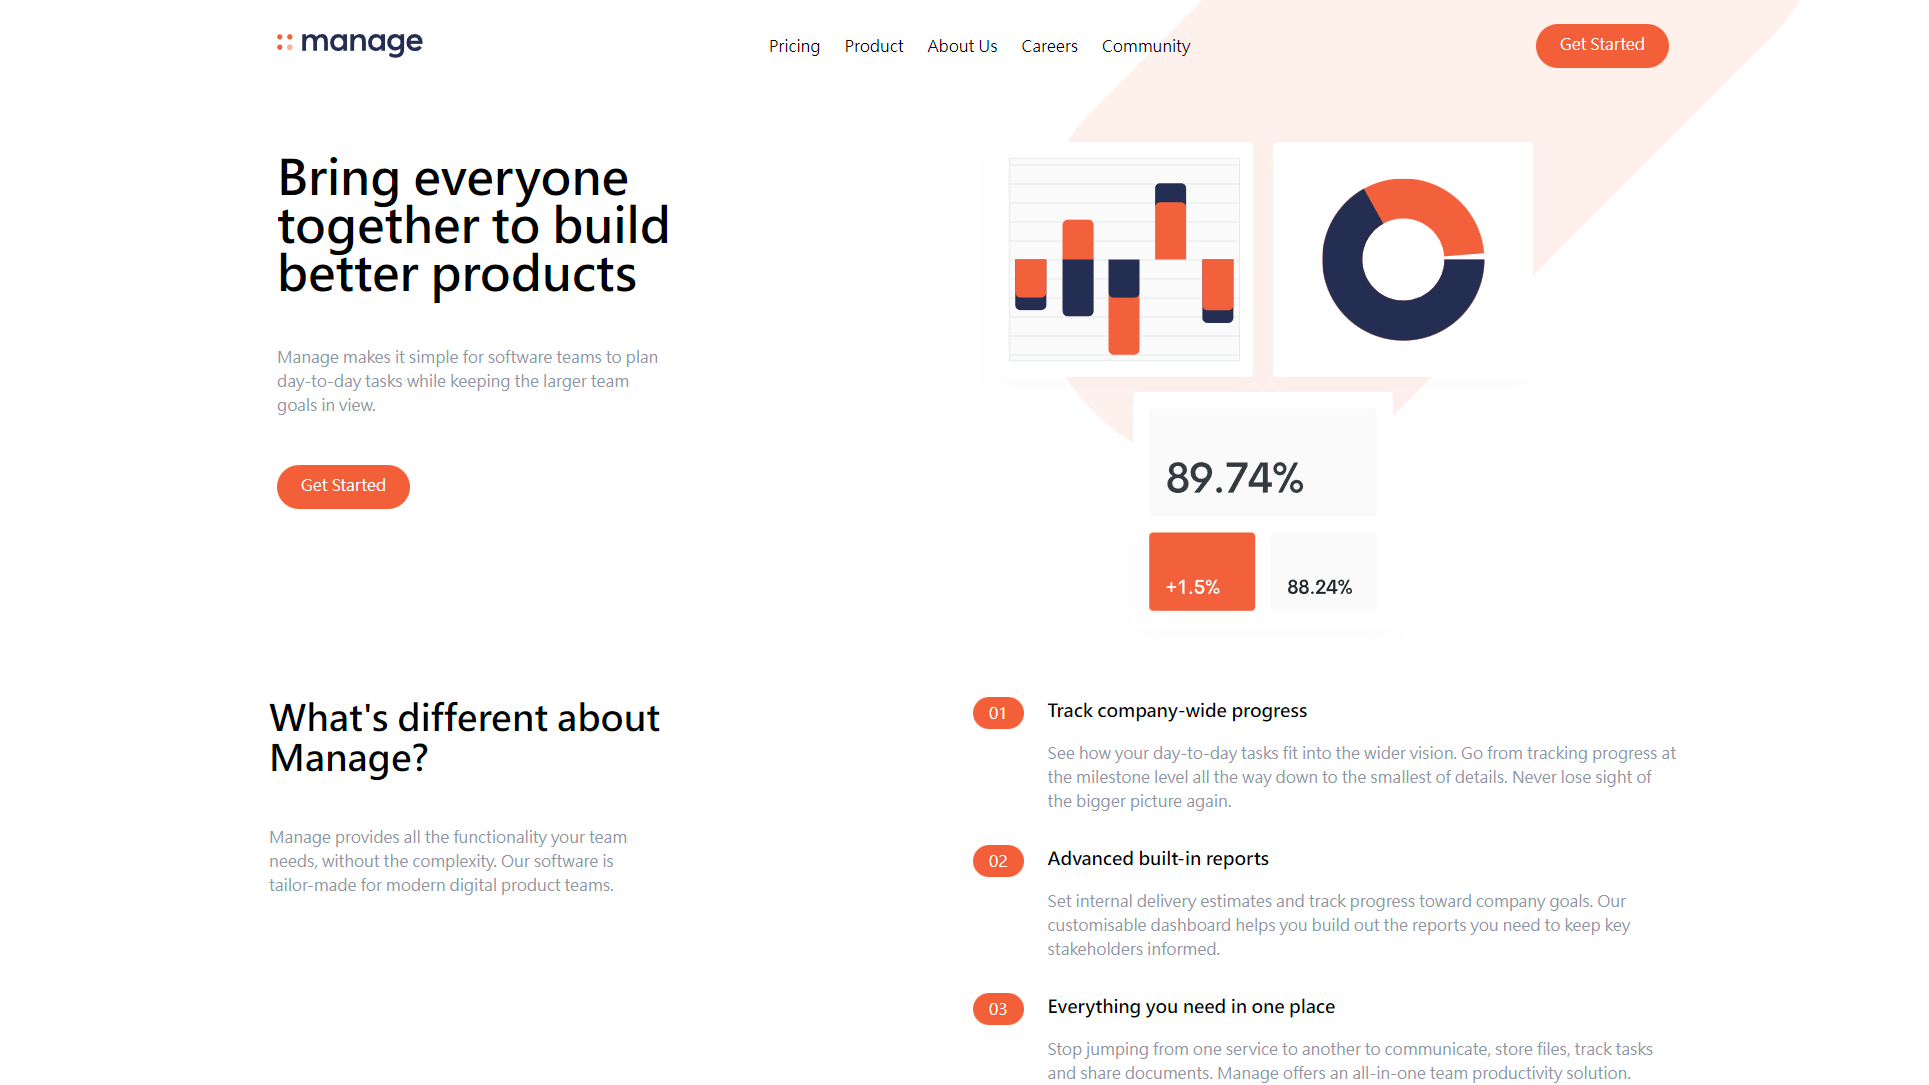 manage
Pricing Product About Us Careers Community
Get Started
Bring everyone
together to build
better products
Manage makes it simple for software teams to plan
day-to-day tasks while keeping the larger team
goals in view.
Get Started
89.74%
+1.5%
88.24%
What's different about
Manage?
Manage provides all the functionality your team
needs, without the complexity. Our software is
tailor-made for modern digital product teams.
01 Track company-wide progress
See how your day-to-day tasks fit into the wider vision. Go from tracking progress at
the milestone level all the way down to the smallest of details. Never lose sight of
the bigger picture again.
02 Advanced built-in reports
Set internal delivery estimates and track progress toward company goals. Our
customisable dashboard helps you build out the reports you need to keep key
stakeholders informed.
03 Everything you need in one place
Stop jumping from one service to another to communicate, store files, track tasks
and share documents. Manage offers an all-in-one team productivity solution.